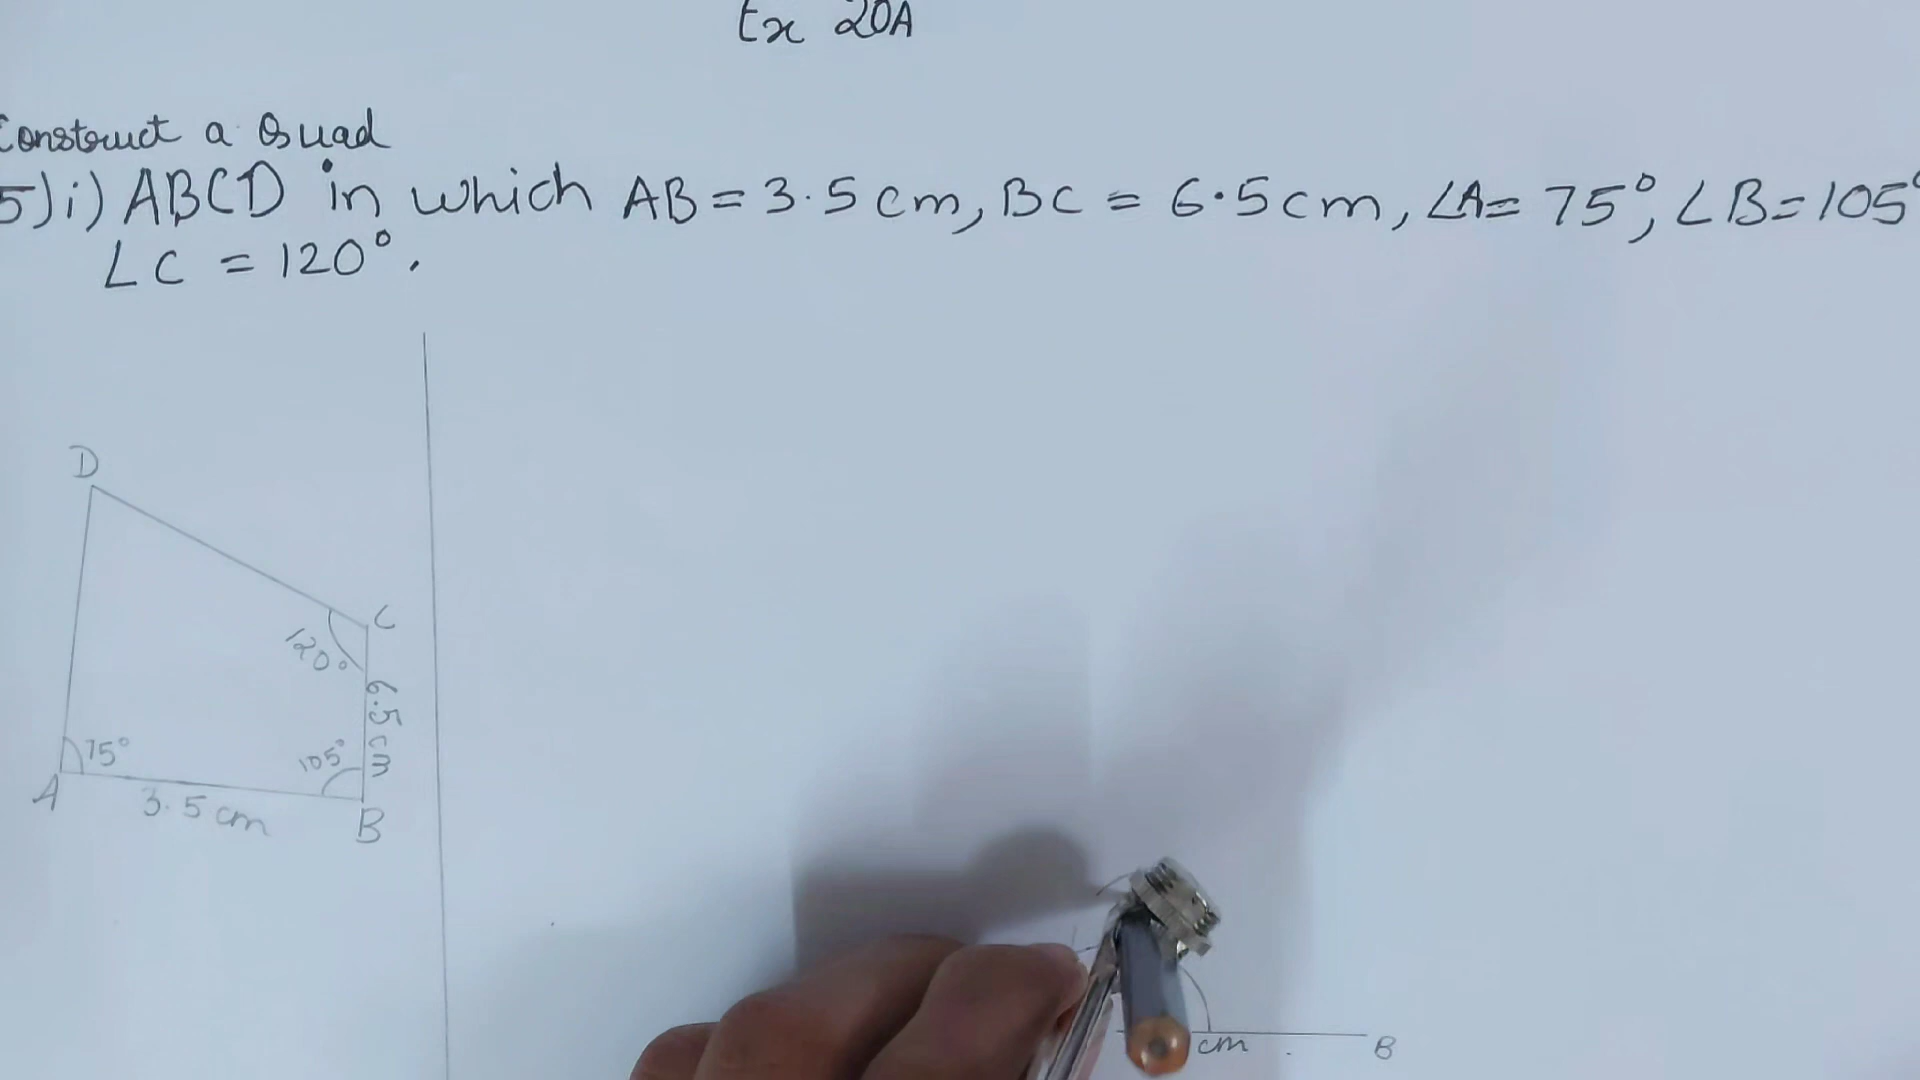 Ex 20A
Construct a Quad
5) i) ABCD in which AB = 3.5 cm, BC = 6.5 cm, ∠A = 75°, ∠B = 105°
∠C = 120°.
D
C
120°
6.5 cm
75°
105°
A
3.5 cm
B
cm
B